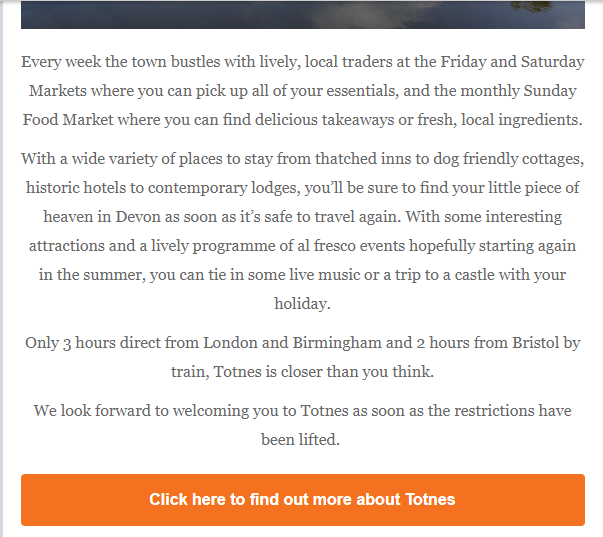 Every week the town bustles with lively, local traders at the Friday and Saturday
Markets where you can pick up all of your essentials, and the monthly Sunday
Food Market where you can find delicious takeaways or fresh, local ingredients.
With a wide variety of places to stay from thatched inns to dog friendly cottages,
historic hotels to contemporary lodges, you’ll be sure to find your little piece of
heaven in Devon as soon as it’s safe to travel again. With some interesting
attractions and a lively programme of al fresco events hopefully starting again
in the summer, you can tie in some live music or a trip to a castle with your
holiday.
Only 3 hours direct from London and Birmingham and 2 hours from Bristol by
train, Totnes is closer than you think.
We look forward to welcoming you to Totnes as soon as the restrictions have
been lifted.
Click here to find out more about Totnes